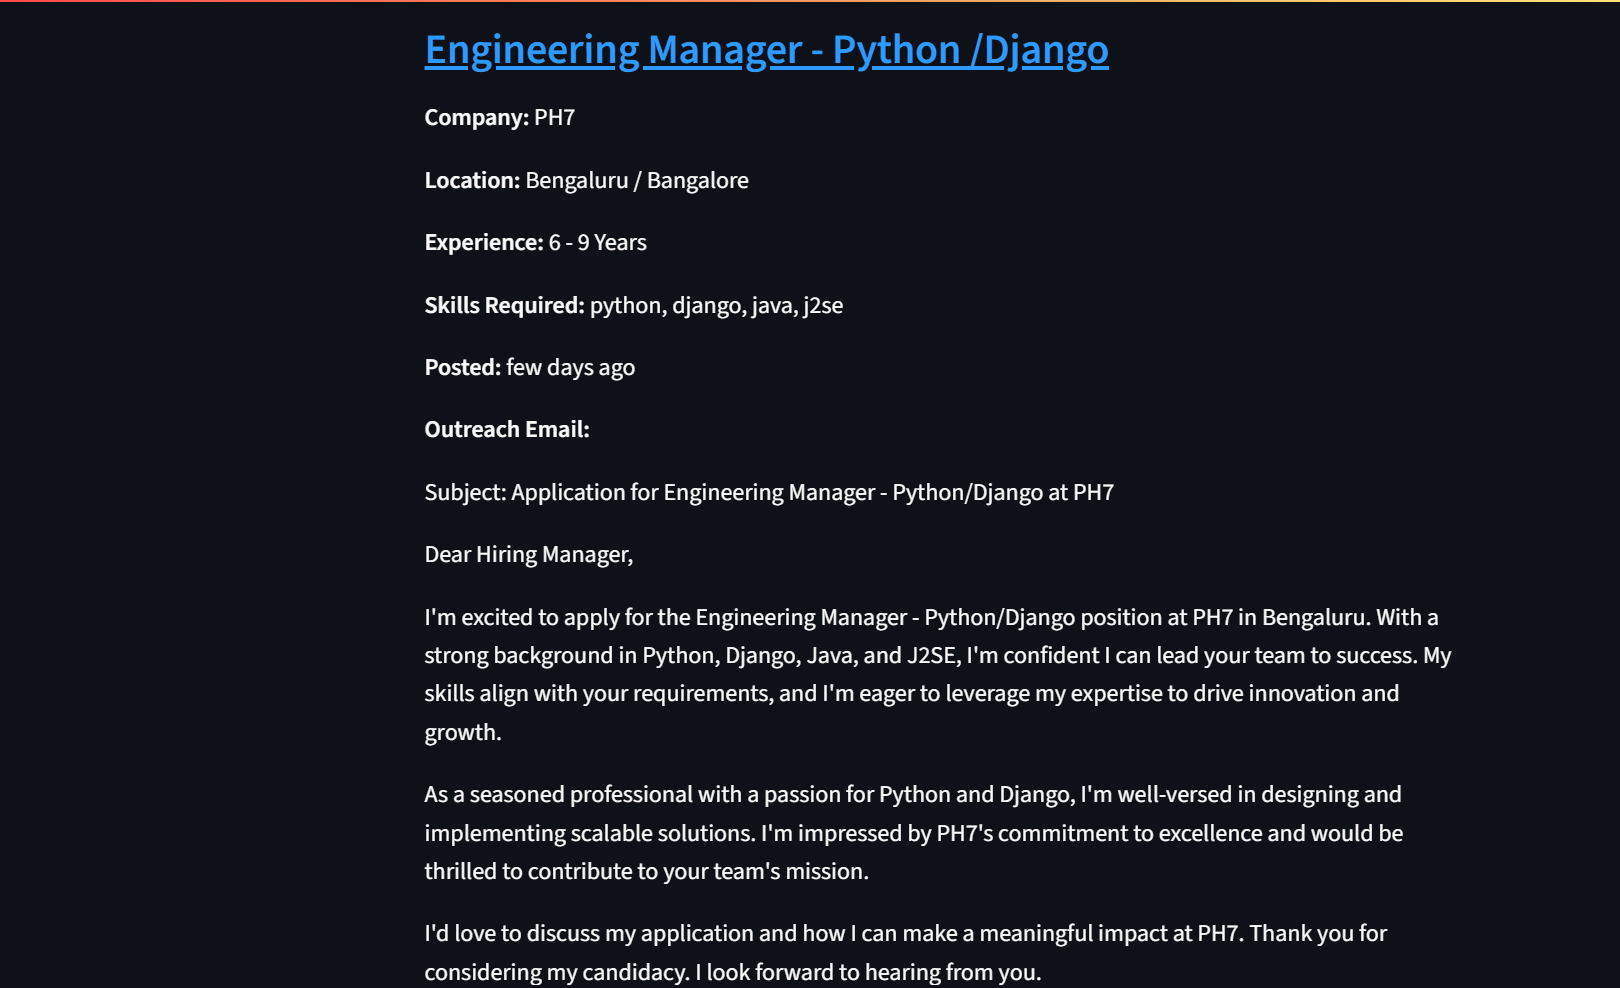 Engineering Manager - Python /Django
Company: PH7
Location: Bengaluru / Bangalore
Experience: 6 - 9 Years
Skills Required: python, django, java, j2se
Posted: few days ago
Outreach Email:
Subject: Application for Engineering Manager - Python/Django at PH7
Dear Hiring Manager,
I'm excited to apply for the Engineering Manager - Python/Django position at PH7 in Bengaluru. With a
strong background in Python, Django, Java, and J2SE, I'm confident I can lead your team to success. My
skills align with your requirements, and I'm eager to leverage my expertise to drive innovation and
growth.
As a seasoned professional with a passion for Python and Django, I'm well-versed in designing and
implementing scalable solutions. I'm impressed by PH7's commitment to excellence and would be
thrilled to contribute to your team's mission.
I'd love to discuss my application and how I can make a meaningful impact at PH7. Thank you for
considering my candidacy. I look forward to hearing from you.